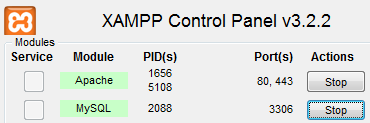 XAMPP Control Panel v3.2.2
Modules
Service Module PID(s) Port(s) Actions
Apache 1656 5108 80, 443 Stop
MySQL 2088 3306 Stop